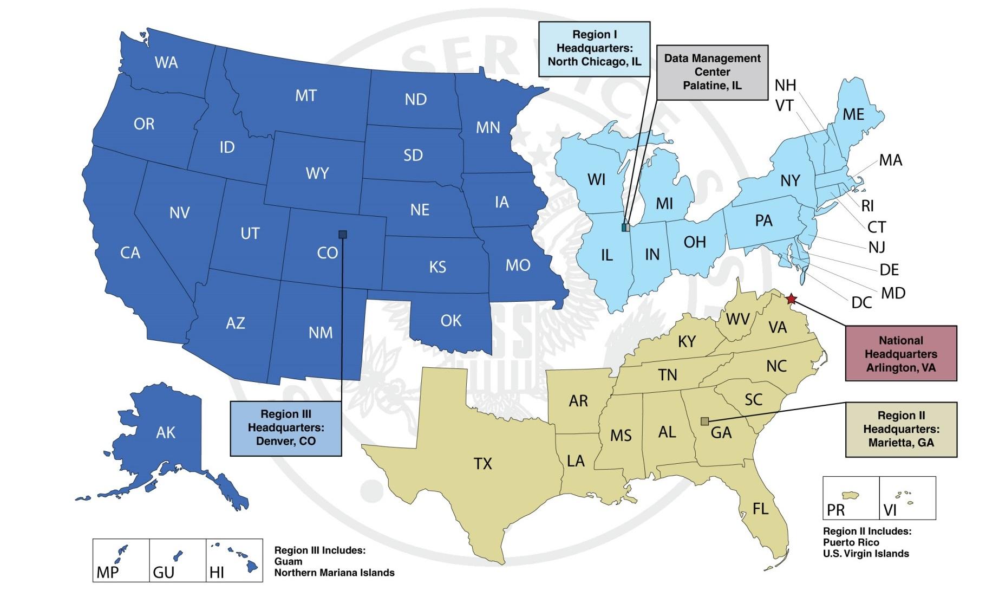 Region I
Headquarters:
North Chicago, IL
Data Management
Center
Palatine, IL
NH
VT
ME
WA
MT
ND
MN
OR
ID
SD
WY
WI
MI
NY
MA
IA
NE
NV
UT
CO
CA
KS
MO
IL
IN
OH
PA
RI
CT
NJ
DE
MD
DC
AZ
NM
OK
WV
VA
KY
NC
TN
National
Headquarters
Arlington, VA
AR
SC
MS
AL
GA
Region II
Headquarters:
Marietta, GA
Region III
Headquarters:
Denver, CO
AK
TX
LA
FL
PR
VI
Region II Includes:
Puerto Rico
U.S. Virgin Islands
MP
GU
HI
Region III Includes:
Guam
Northern Mariana Islands
SERVICE